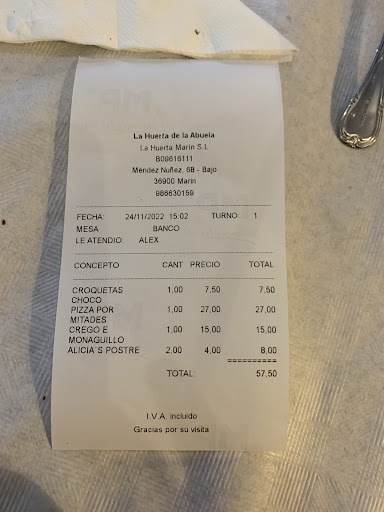 La Huerta de la Abuela
La Huerta Marin S.L
B09616111
Méndez Nuñez, 6B - Bajo
36900 Marin
986630159
FECHA: 24/11/2022 15:02 TURNO: 1
MESA BANCO
LE ATENDIO: ALEX
CONCEPTO CANT PRECIO TOTAL
CROQUETAS 1,00 7,50 7,50
CHOCO
PIZZA POR 1,00 27,00 27,00
MITADES
CREGO E 1,00 15,00 15,00
MONAGUILLO
ALICIA`S POSTRE 2,00 4,00 8,00
==========
TOTAL: 57,50
I.V.A. incluido
Gracias por su visita